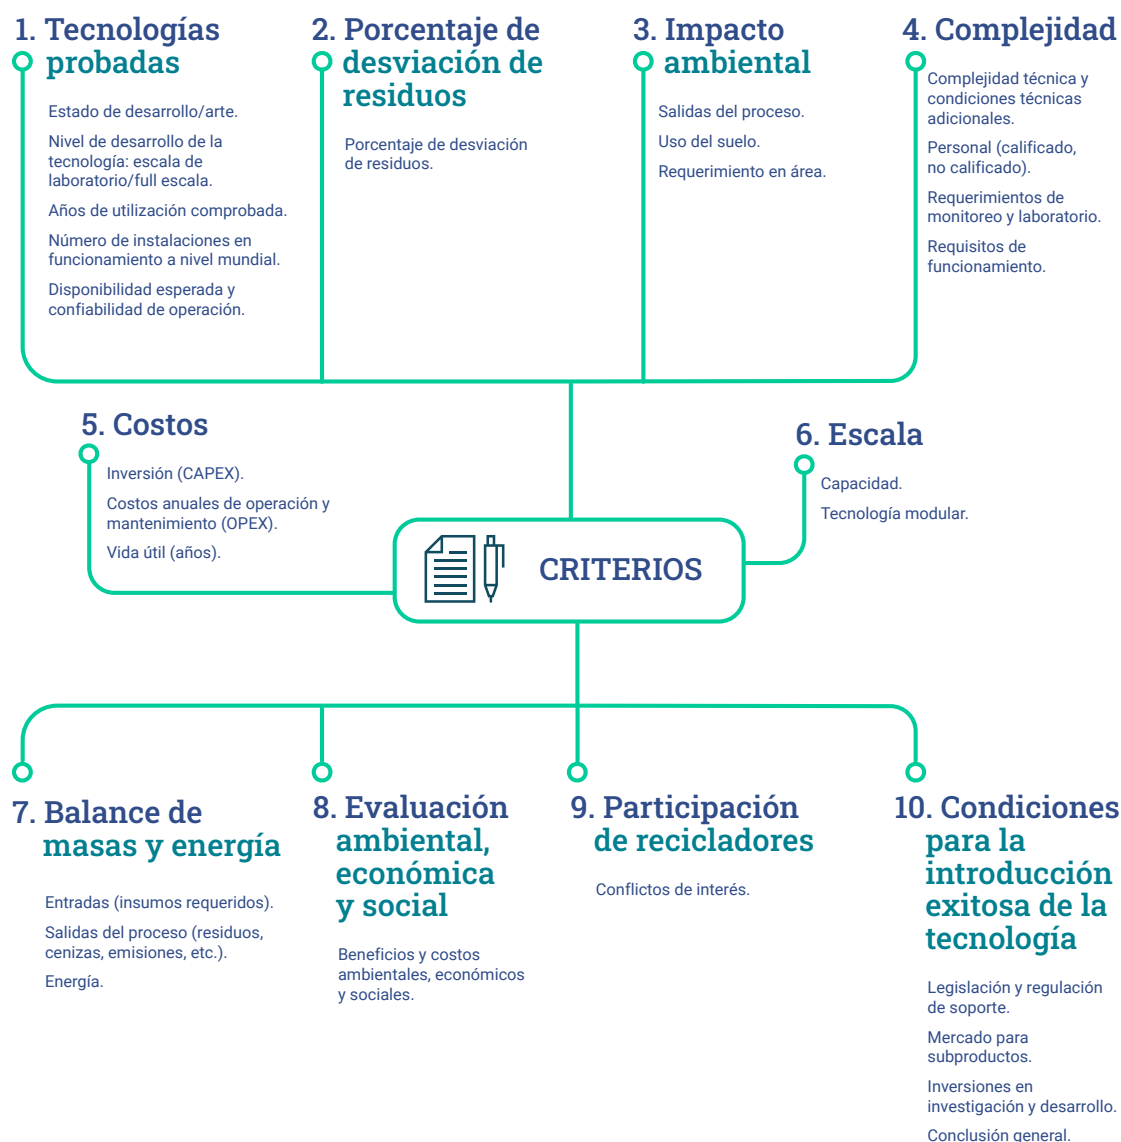 1. Tecnologías
probadas
Estado de desarrollo/arte.
Nivel de desarrollo de la
tecnología: escala de
laboratorio/full escala.
Años de utilización comprobada.
Número de instalaciones en
funcionamiento a nivel mundial.
Disponibilidad esperada y
confiabilidad de operación.
2. Porcentaje de
desviación de
residuos
Porcentaje de desviación
de residuos.
3. Impacto
ambiental
Salidas del proceso.
Uso del suelo.
Requerimiento en área.
4. Complejidad
Complejidad técnica y
condiciones técnicas
adicionales.
Personal (calificado,
no calificado).
Requerimientos de
monitoreo y laboratorio.
Requisitos de
funcionamiento.
5. Costos
Inversión (CAPEX).
Costos anuales de operación y
mantenimiento (OPEX).
Vida útil (años).
6. Escala
Capacidad.
Tecnología modular.
CRITERIOS
7. Balance de
masas y energía
Entradas (insumos requeridos).
Salidas del proceso (residuos,
cenizas, emisiones, etc.).
Energía.
8. Evaluación
ambiental,
económica
y social
Beneficios y costos
ambientales, económicos
y sociales.
9. Participación
de recicladores
Conflictos de interés.
10. Condiciones
para la
introducción
exitosa de la
tecnología
Legislación y regulación
de soporte.
Mercado para
subproductos.
Inversiones en
investigación y desarrollo.
Conclusión general.